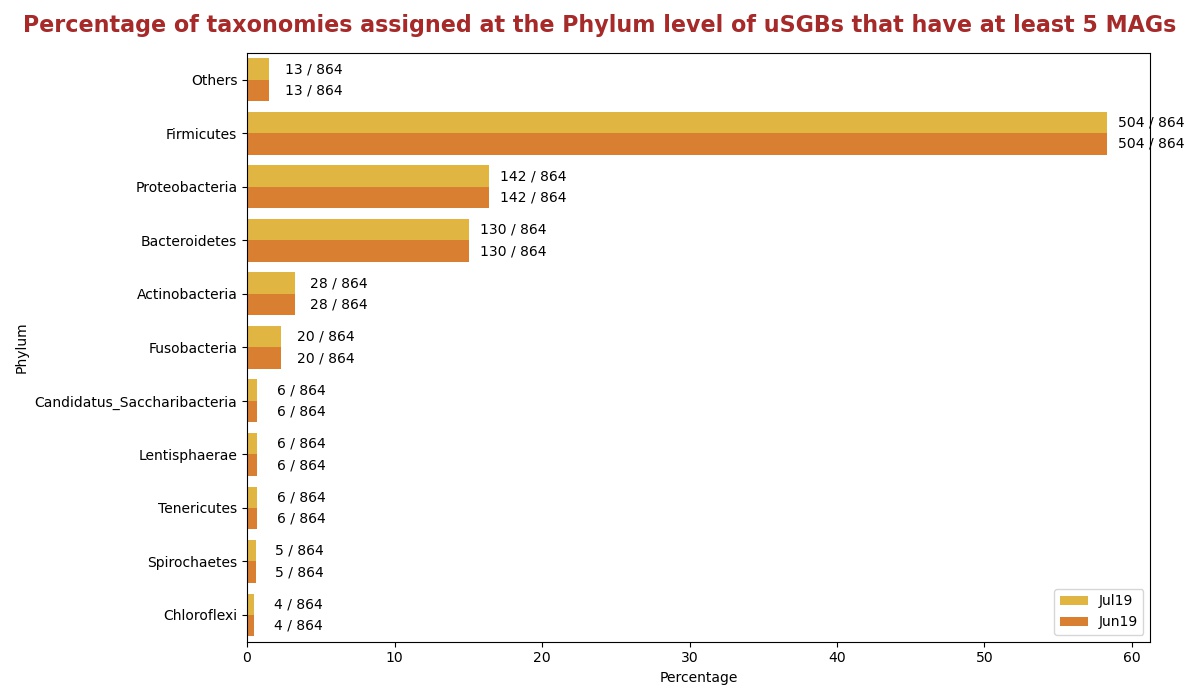 Percentage of taxonomies assigned at the Phylum level of uSGBs that have at least 5 MAGs
Others
13 / 864
13 / 864
Firmicutes
504 / 864
504 / 864
Proteobacteria
142 / 864
142 / 864
Bacteroidetes
130 / 864
130 / 864
Actinobacteria
28 / 864
28 / 864
Fusobacteria
20 / 864
20 / 864
Candidatus_Saccharibacteria
6 / 864
6 / 864
Lentisphaerae
6 / 864
6 / 864
Tenericutes
6 / 864
6 / 864
Spirochaetes
5 / 864
5 / 864
Chloroflexi
4 / 864
4 / 864
Phylum
Jul19
Jun19
0 10 20 30 40 50 60
Percentage